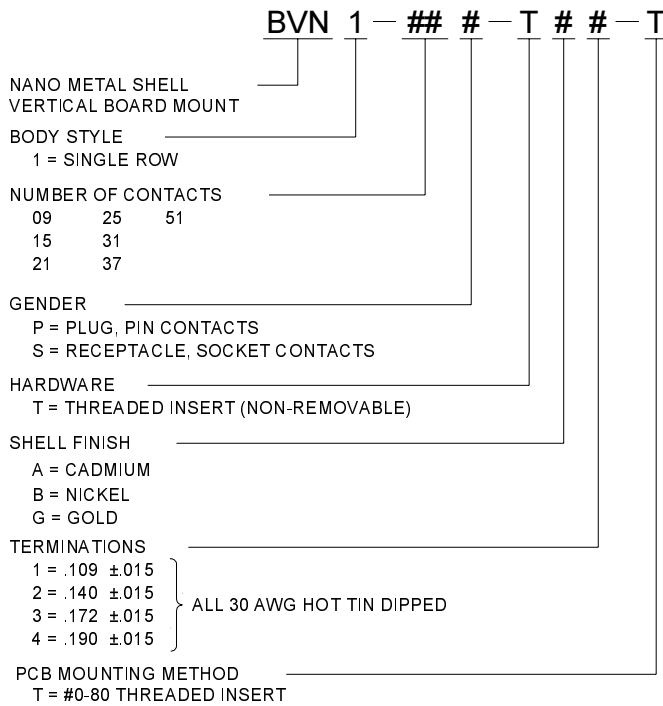 BVN 1 — ## # — T # # — T
NANO METAL SHELL
VERTICAL BOARD MOUNT
BODY STYLE
1 = SINGLE ROW
NUMBER OF CONTACTS
09 25 51
15 31
21 37
GENDER
P = PLUG, PIN CONTACTS
S = RECEPTACLE, SOCKET CONTACTS
HARDWARE
T = THREADED INSERT (NON-REMOVABLE)
SHELL FINISH
A = CADMIUM
B = NICKEL
G = GOLD
TERMINATIONS
1 = .109 ±.015
2 = .140 ±.015
3 = .172 ±.015
4 = .190 ±.015
ALL 30 AWG HOT TIN DIPPED
PCB MOUNTING METHOD
T = #0-80 THREADED INSERT